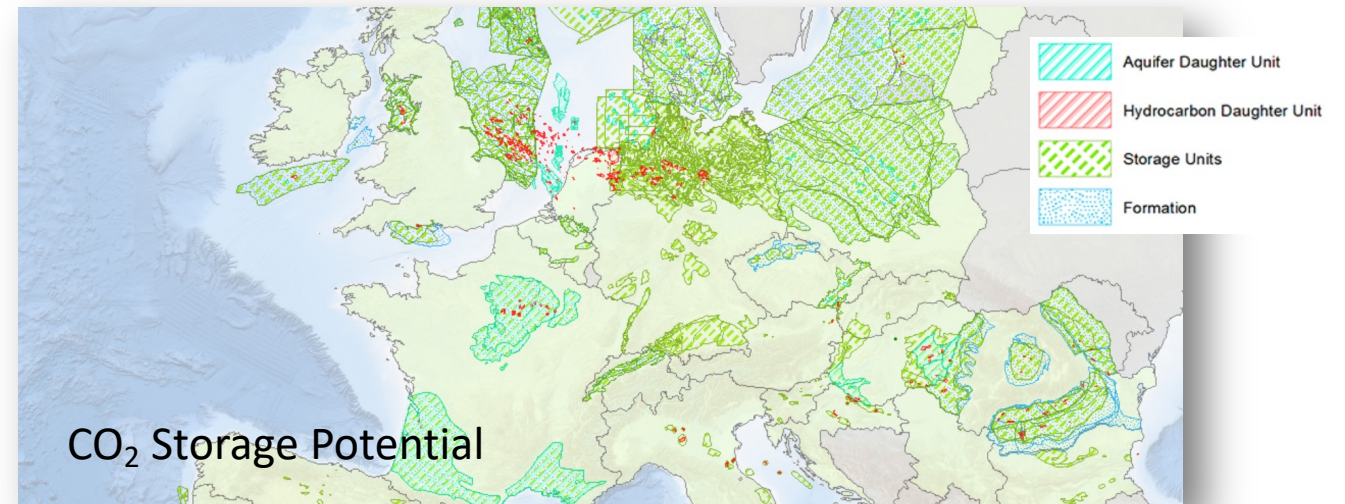 Aquifer Daughter Unit
Hydrocarbon Daughter Unit
Storage Units
Formation
CO₂ Storage Potential